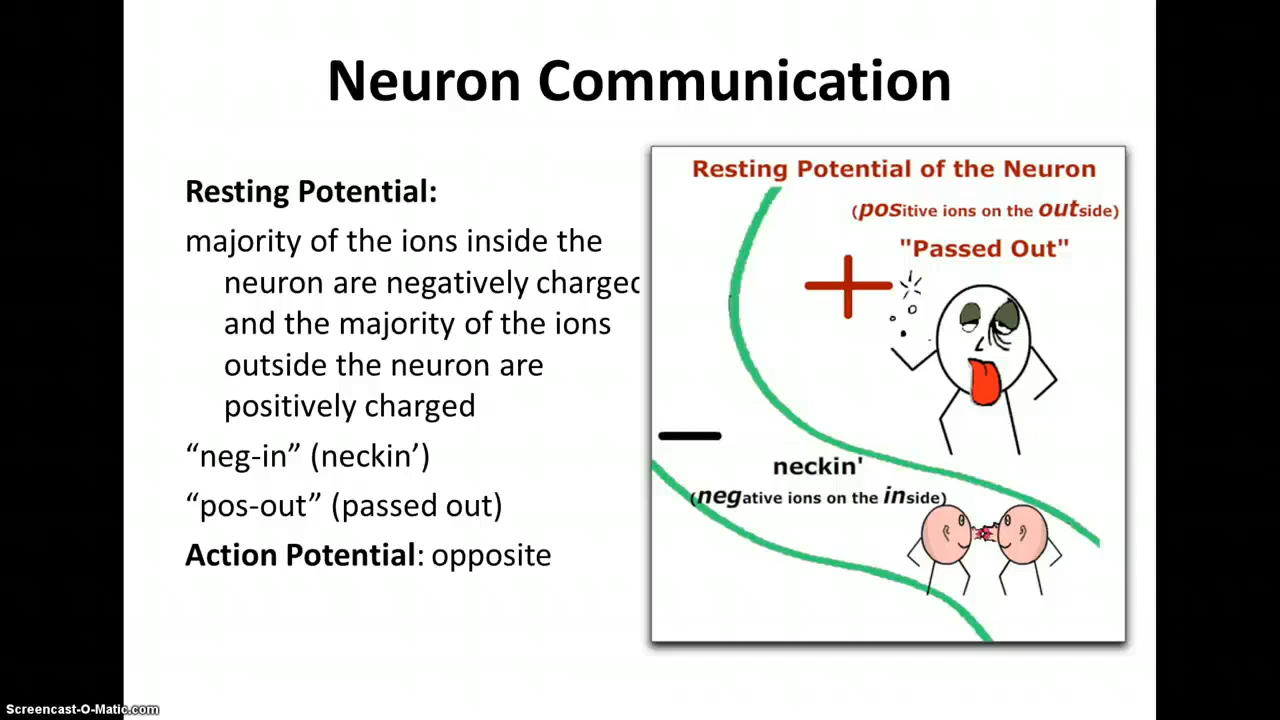 Neuron Communication
Resting Potential:
majority of the ions inside the
neuron are negatively charged
and the majority of the ions
outside the neuron are
positively charged
“neg-in” (neckin’)
“pos-out” (passed out)
Action Potential: opposite
Resting Potential of the Neuron
(positive ions on the outside)
"Passed Out"
neckin'
(negative ions on the inside)
Screencast-O-Matic.com